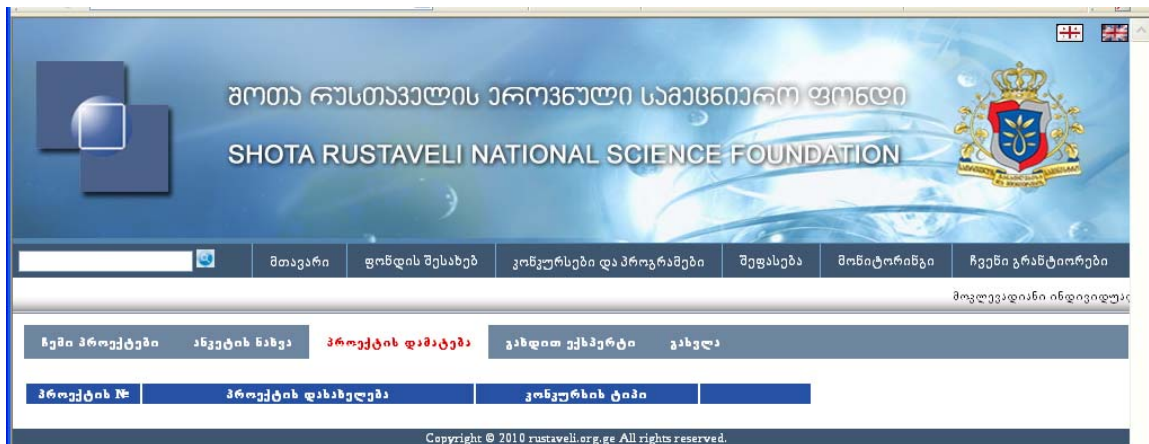 შოთა რუსთაველის ეროვნული სამეცნიერო ფონდი
SHOTA RUSTAVELI NATIONAL SCIENCE FOUNDATION
მთავარი ფონდის შესახებ კონკურსები და პროგრამები შეფასება მონიტორინგი ჩვენი გრანტიორები
მოკლევადიანი ინდივიდუალ
ჩემი პროექტები ანკეტის ნახვა პროექტის დამატება გახდით ექსპერტი გასვლა
პროექტის № პროექტის დასახელება კონკურსის ტიპი
Copyright © 2010 rustaveli.org.ge All rights reserved.